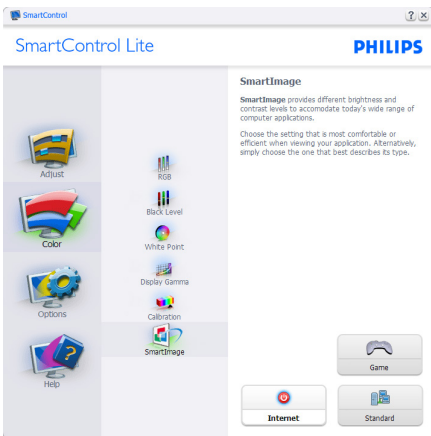 SmartControl
SmartControl Lite
PHILIPS
Adjust
Color
Options
Help
RGB
Black Level
White Point
Display Gamma
Calibration
SmartImage
SmartImage
SmartImage provides different brightness and
contrast levels to accomodate today's wide range of
computer applications.
Choose the setting that is most comfortable or
efficient when viewing your application. Alternatively,
simply choose the one that best describes its type.
Game
Internet
Standard